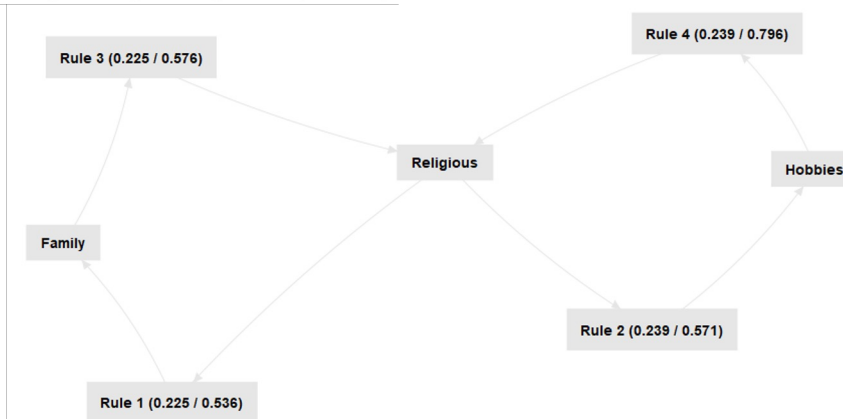 Rule 3 (0.225 / 0.576)
Rule 4 (0.239 / 0.796)
Religious
Hobbies
Family
Rule 2 (0.239 / 0.571)
Rule 1 (0.225 / 0.536)